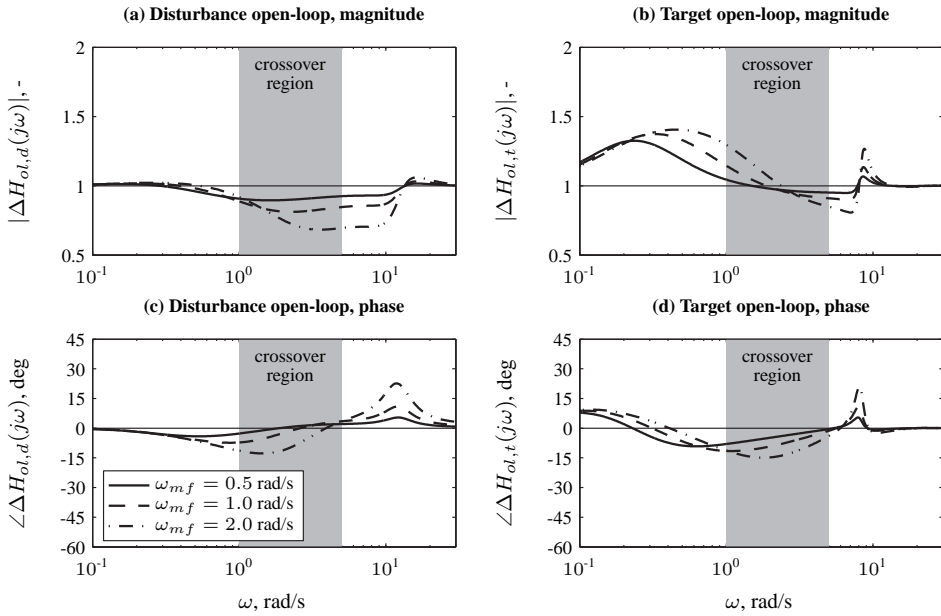 (a) Disturbance open-loop, magnitude
2
1.5
1
0.5
|ΔH_{ol,d}(jω)|, -
crossover
region
10^{-1}
10^{0}
10^{1}
(b) Target open-loop, magnitude
2
1.5
1
0.5
|ΔH_{ol,t}(jω)|, -
crossover
region
10^{-1}
10^{0}
10^{1}
(c) Disturbance open-loop, phase
45
30
15
0
-15
-30
-45
-60
∠ΔH_{ol,d}(jω), deg
crossover
region
ω_{mf} = 0.5 rad/s
ω_{mf} = 1.0 rad/s
ω_{mf} = 2.0 rad/s
10^{-1}
10^{0}
10^{1}
ω, rad/s
(d) Target open-loop, phase
45
30
15
0
-15
-30
-45
-60
∠ΔH_{ol,t}(jω), deg
crossover
region
10^{-1}
10^{0}
10^{1}
ω, rad/s